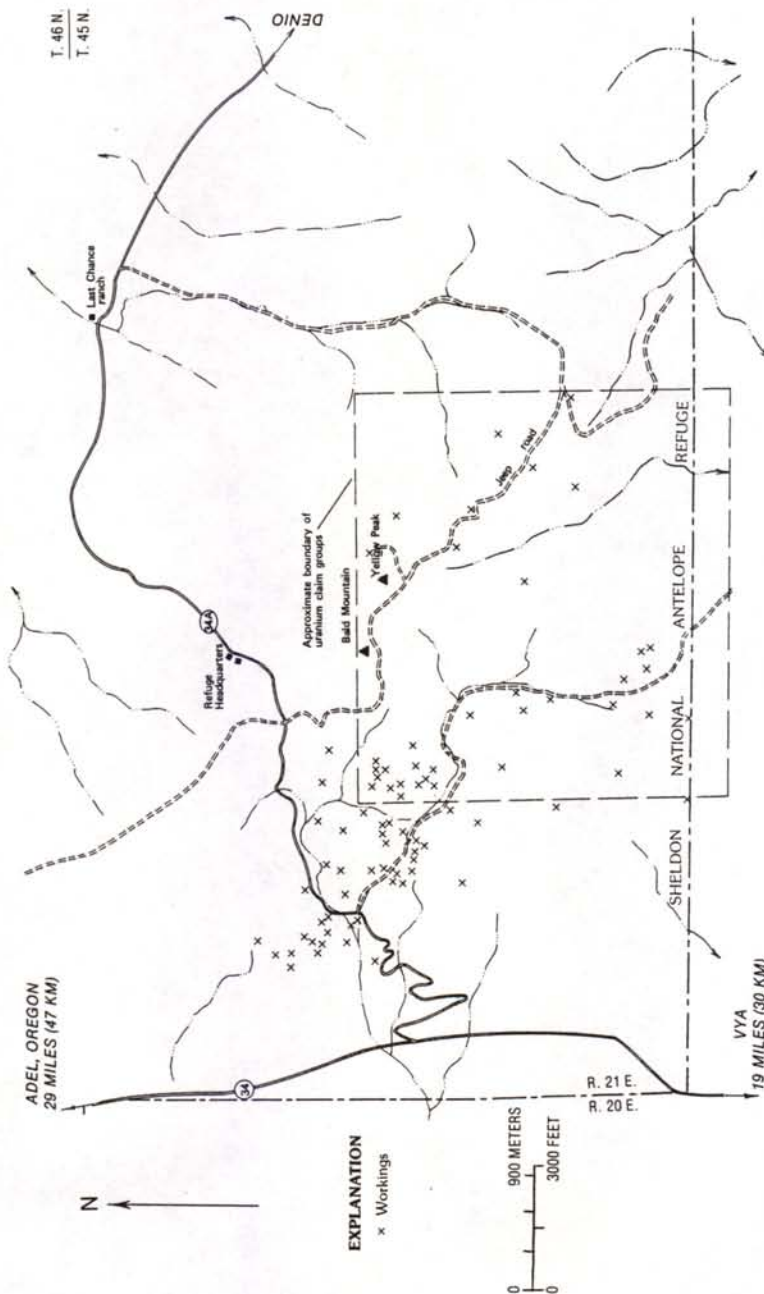 T. 46 N.
T. 45 N.
DENIO
Last Chance
ranch
34A
Refuge
Headquarters
Approximate boundary of
uranium claim groups
Bald Mountain
Yellow Peak
Jeep road
SHELDON NATIONAL ANTELOPE REFUGE
ADEL, OREGON
29 MILES (47 KM)
34
R. 21 E.
R. 20 E.
VYA
19 MILES (30 KM)
N
EXPLANATION
x Workings
0 900 METERS
0 3000 FEET